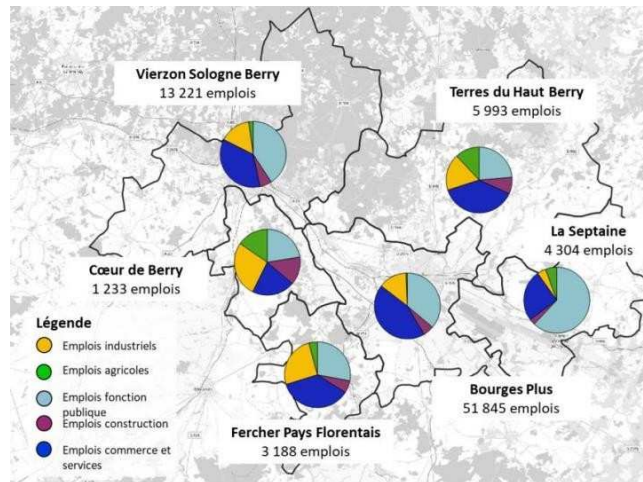 Vierzon Sologne Berry
13 221 emplois
Terres du Haut Berry
5 993 emplois
La Septaine
4 304 emplois
Cœur de Berry
1 233 emplois
Légende
Emplois industriels
Emplois agricoles
Emplois fonction
publique
Emplois construction
Emplois commerce et
services
Bourges Plus
51 845 emplois
Fercher Pays Florentais
3 188 emplois